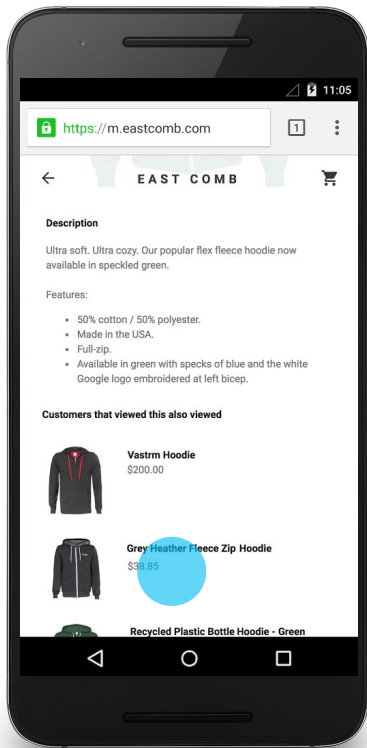 11:05
https://m.eastcomb.com
1
EAST COMB
Description
Ultra soft. Ultra cozy. Our popular flex fleece hoodie now
available in speckled green.
Features:
• 50% cotton / 50% polyester.
• Made in the USA.
• Full-zip.
• Available in green with specks of blue and the white
Google logo embroidered at left bicep.
Customers that viewed this also viewed
Vastrm Hoodie
$200.00
Grey Heather Fleece Zip Hoodie
$38.85
Recycled Plastic Bottle Hoodie - Green